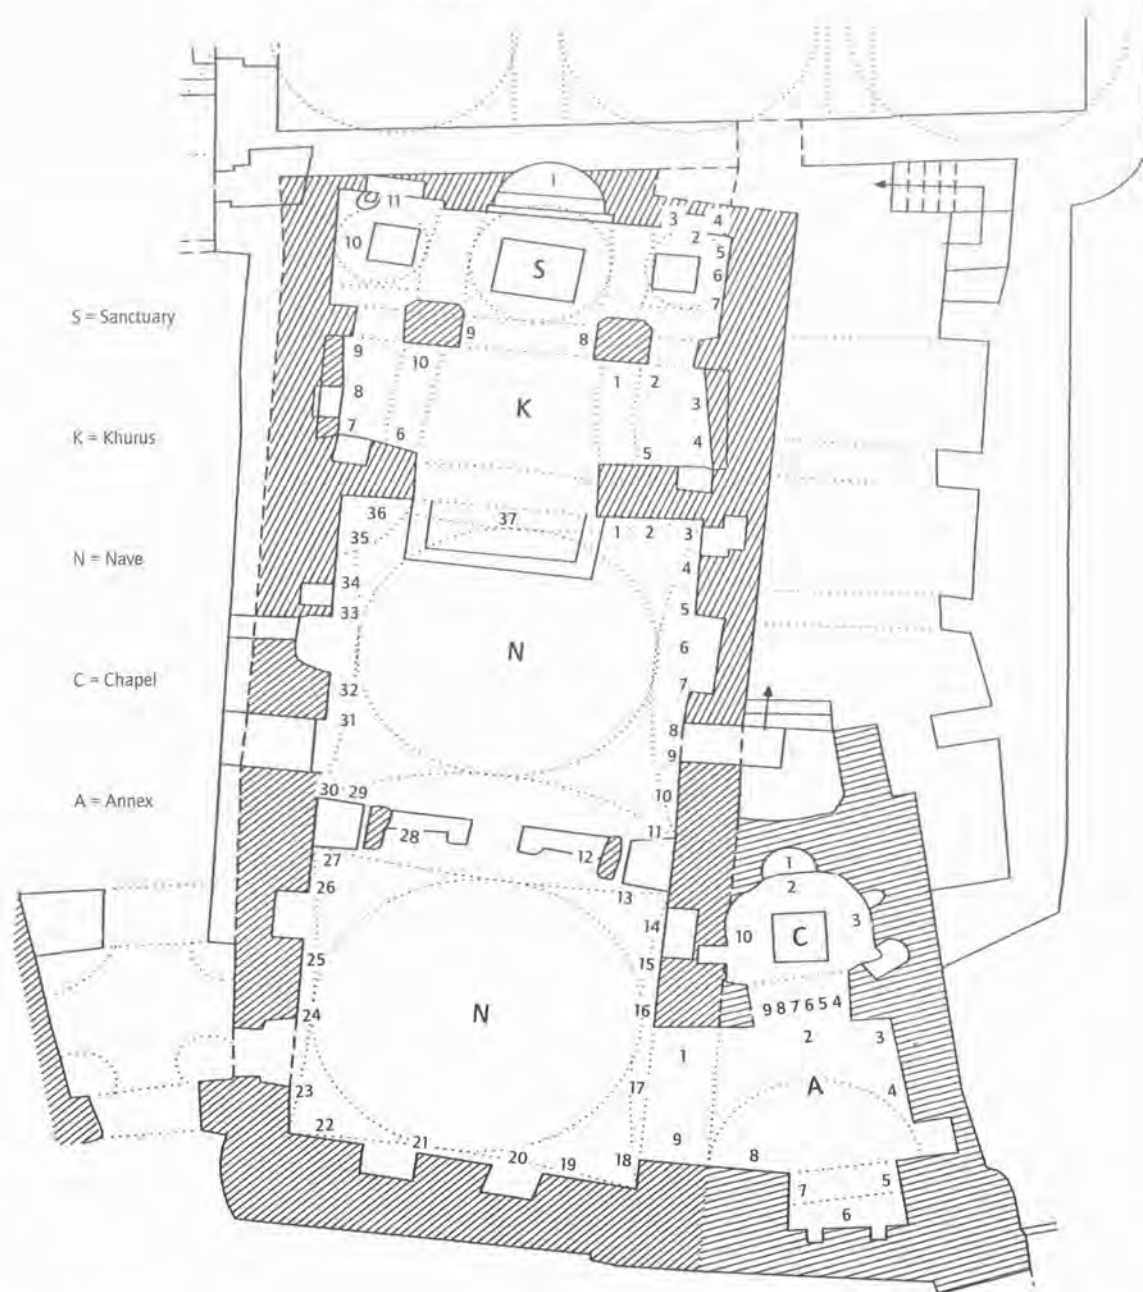 1
11 3 4
2
10 S 5
6
7
S = Sanctuary
9 8
9 10 1 2
8 K 3
K = Khurus
7 6 5 4
36 37 1 2 3
35
N = Nave 4
34
33 5
N 6
C = Chapel 32 7
31 8
9
A = Annex 30 29 10
11
28 12
27 1
26 13 2
14 3
10 C
25 15
24 N 16 9 8 7 6 5 4
1 2 3
A 4
23 17
22 21 9 8
20 19 18 7 5
6